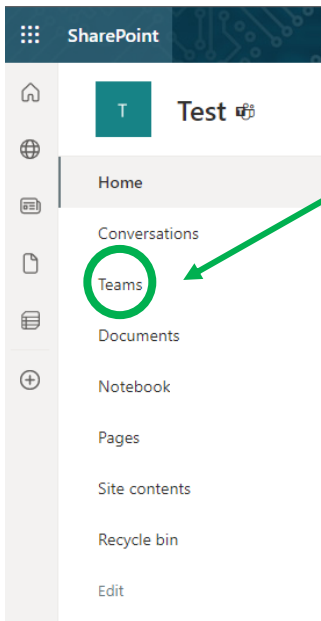 SharePoint
T
Test
Home
Conversations
Teams
Documents
Notebook
Pages
Site contents
Recycle bin
Edit